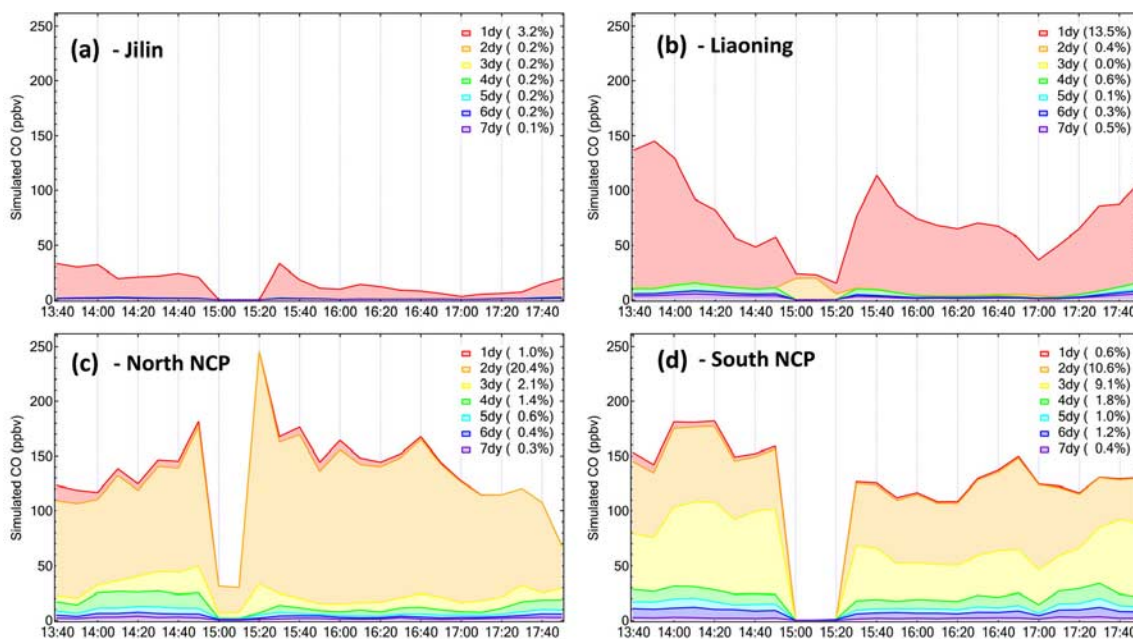 (a) - Jilin
1dy ( 3.2%)
2dy ( 0.2%)
3dy ( 0.2%)
4dy ( 0.2%)
5dy ( 0.2%)
6dy ( 0.2%)
7dy ( 0.1%)
Simulated CO (ppbv)
250
200
150
100
50
0
13:40 14:00 14:20 14:40 15:00 15:20 15:40 16:00 16:20 16:40 17:00 17:20 17:40
(b) - Liaoning
1dy (13.5%)
2dy ( 0.4%)
3dy ( 0.0%)
4dy ( 0.6%)
5dy ( 0.1%)
6dy ( 0.3%)
7dy ( 0.5%)
Simulated CO (ppbv)
250
200
150
100
50
0
13:40 14:00 14:20 14:40 15:00 15:20 15:40 16:00 16:20 16:40 17:00 17:20 17:40
(c) - North NCP
1dy ( 1.0%)
2dy (20.4%)
3dy ( 2.1%)
4dy ( 1.4%)
5dy ( 0.6%)
6dy ( 0.4%)
7dy ( 0.3%)
Simulated CO (ppbv)
250
200
150
100
50
0
13:40 14:00 14:20 14:40 15:00 15:20 15:40 16:00 16:20 16:40 17:00 17:20 17:40
(d) - South NCP
1dy ( 0.6%)
2dy (10.6%)
3dy ( 9.1%)
4dy ( 1.8%)
5dy ( 1.0%)
6dy ( 1.2%)
7dy ( 0.4%)
Simulated CO (ppbv)
250
200
150
100
50
0
13:40 14:00 14:20 14:40 15:00 15:20 15:40 16:00 16:20 16:40 17:00 17:20 17:40